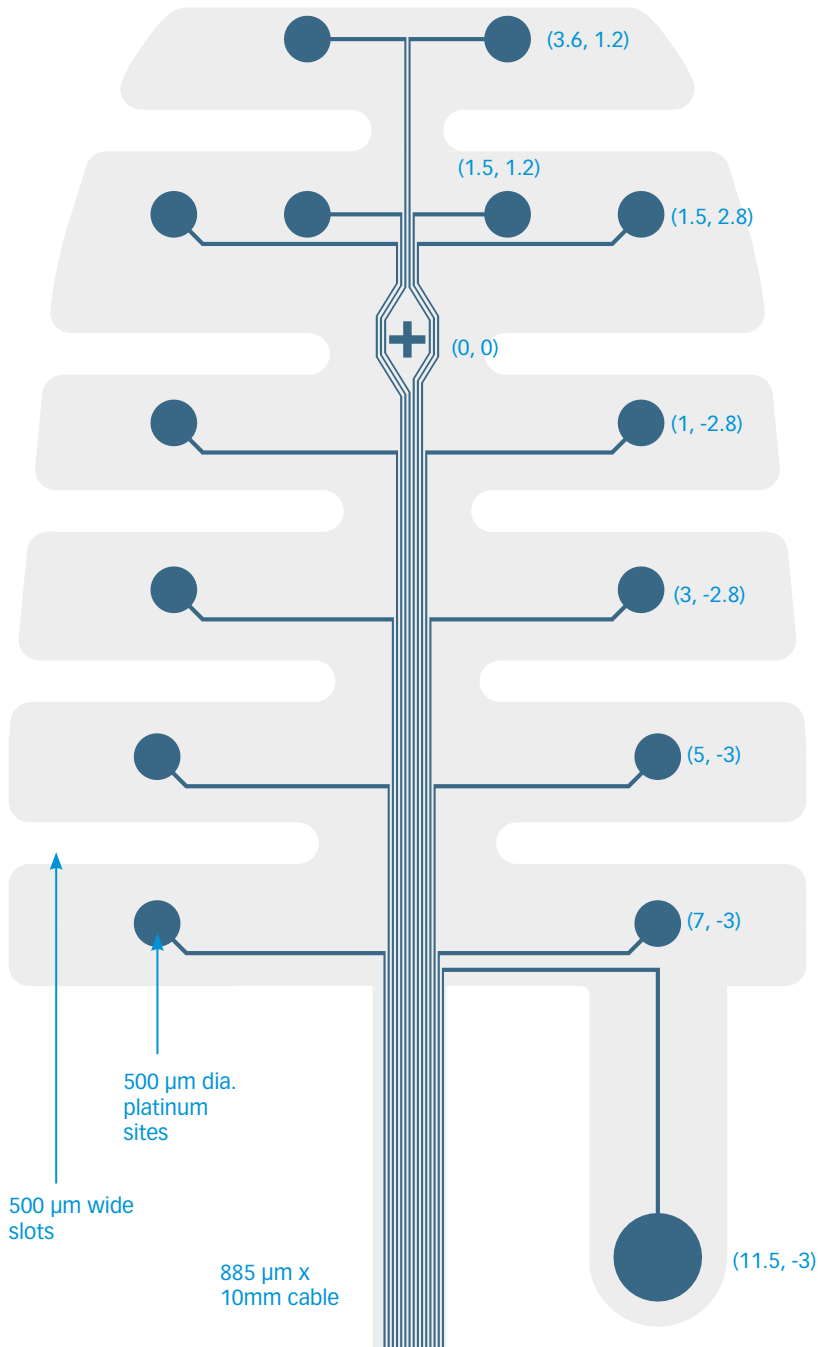 (3.6, 1.2)
(1.5, 1.2)
(1.5, 2.8)
(0, 0)
(1, -2.8)
(3, -2.8)
(5, -3)
(7, -3)
500 µm dia.
platinum
sites
500 µm wide
slots
885 µm x
10mm cable
(11.5, -3)